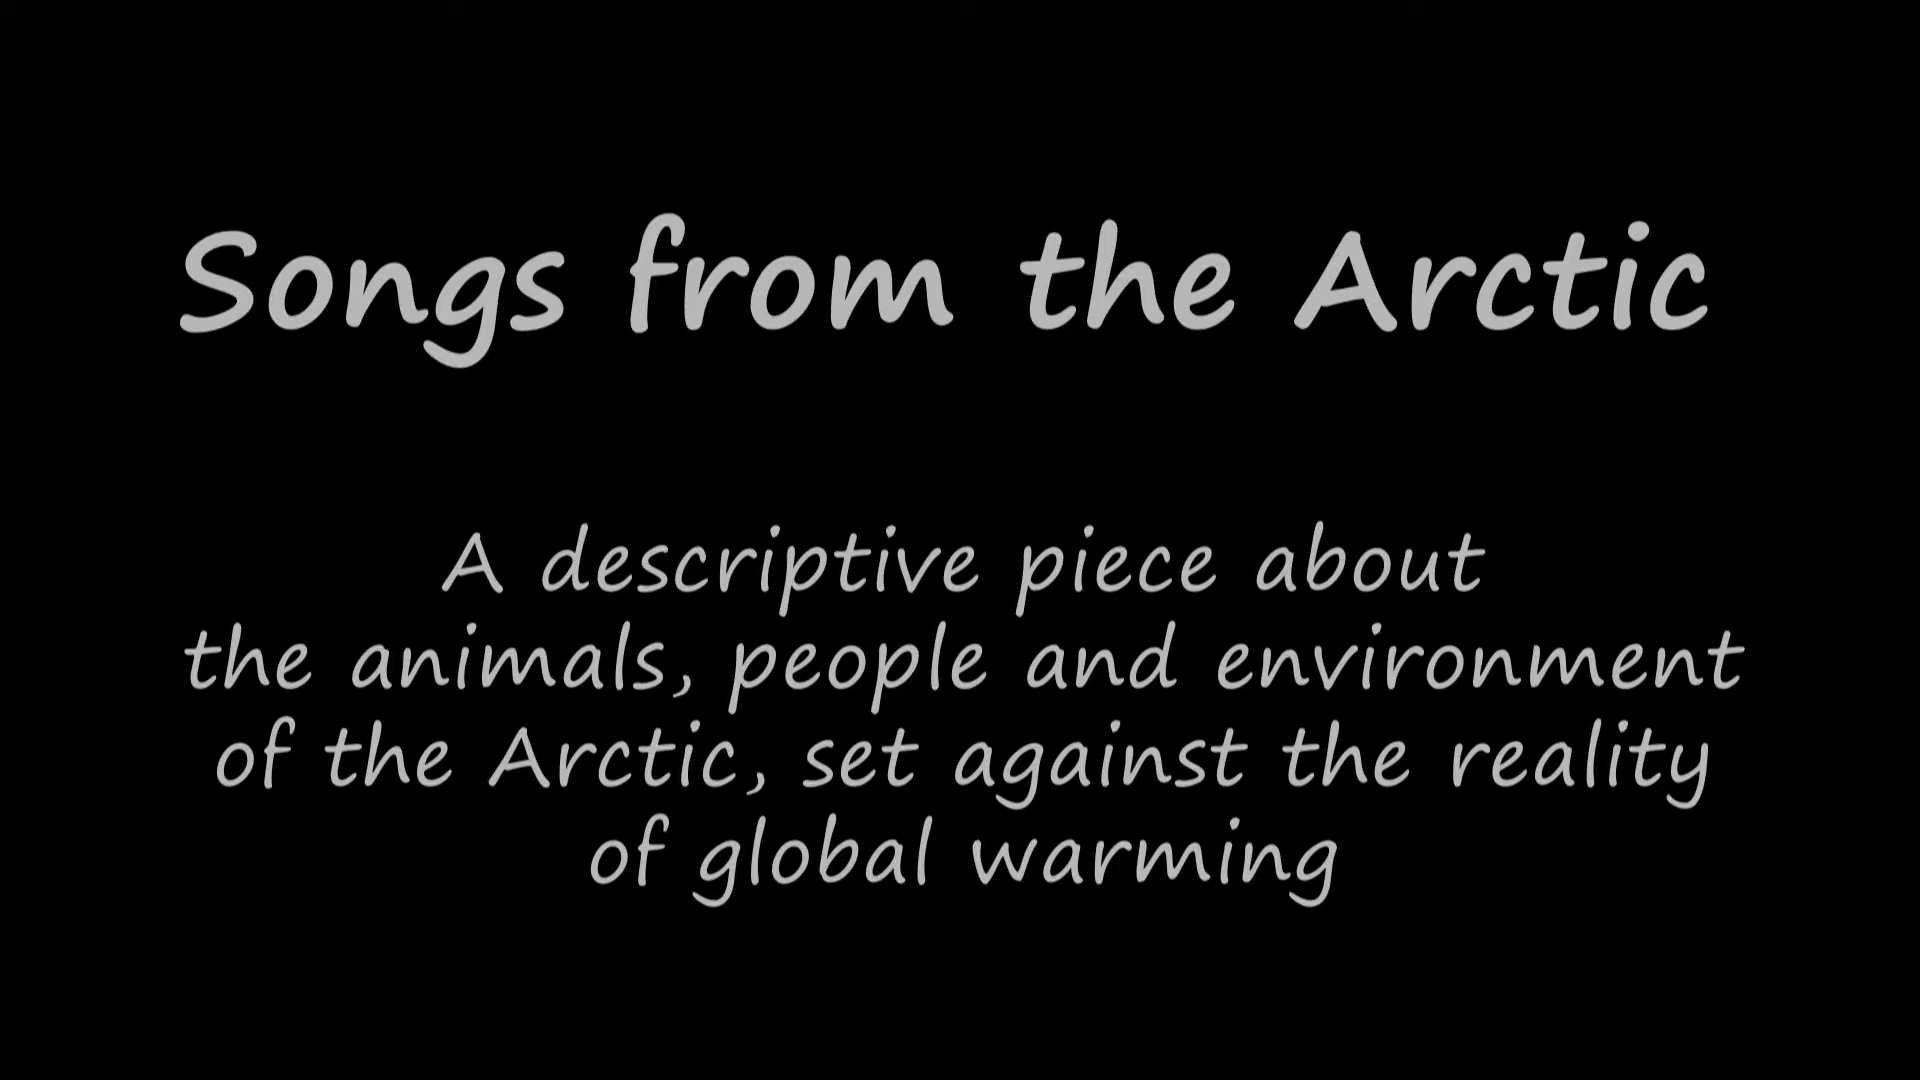 Songs from the Arctic
A descriptive piece about
the animals, people and environment
of the Arctic, set against the reality
of global warming